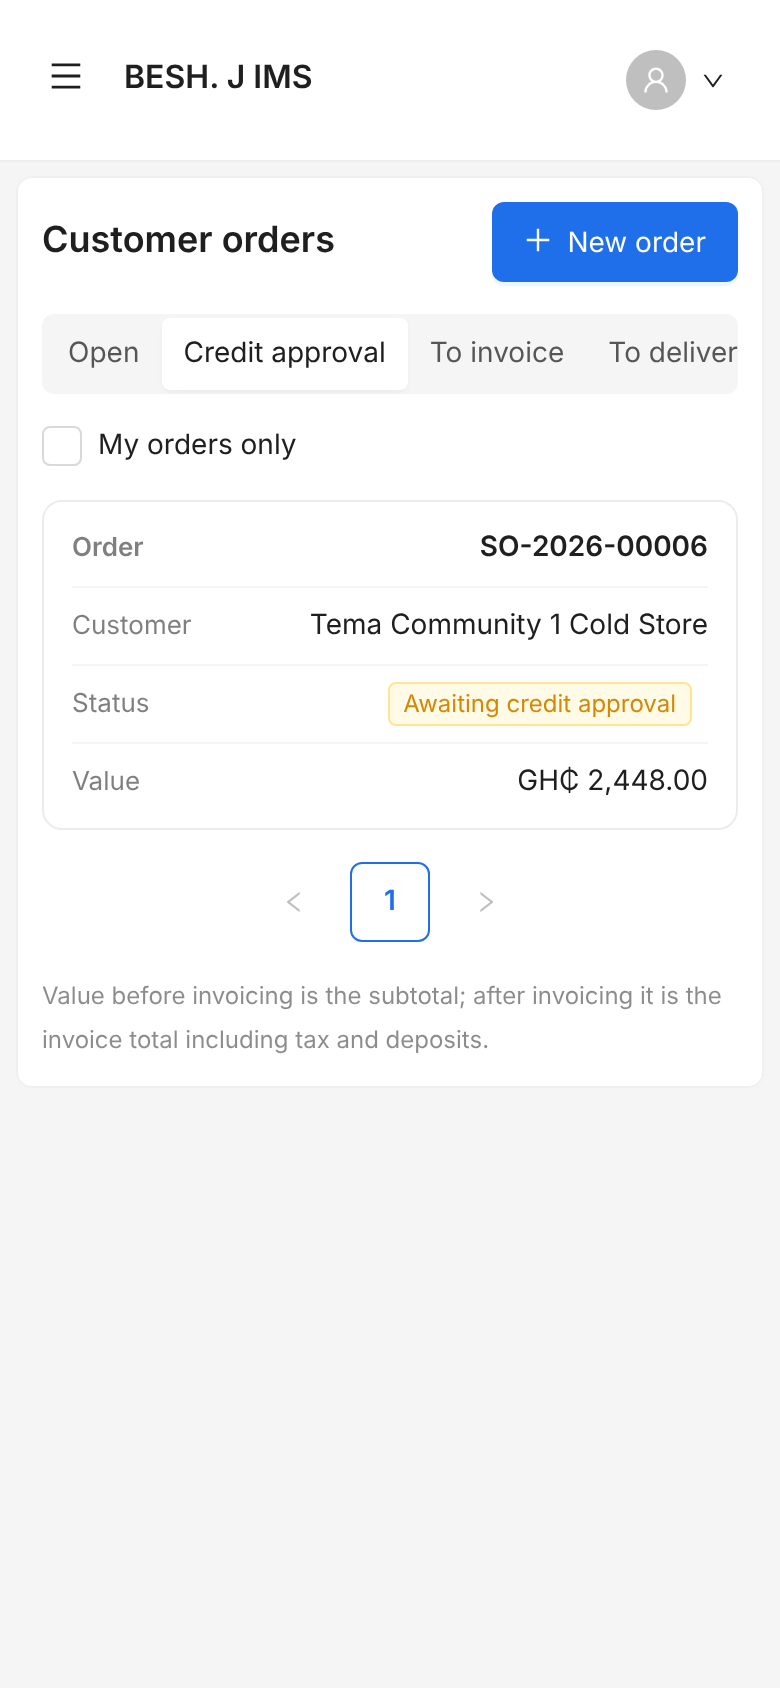 BESH. J IMS
Customer orders
New order
Open Credit approval To invoice To deliver
My orders only
Order SO-2026-00006
Customer Tema Community 1 Cold Store
Status Awaiting credit approval
Value GH₵ 2,448.00
1
Value before invoicing is the subtotal; after invoicing it is the
invoice total including tax and deposits.